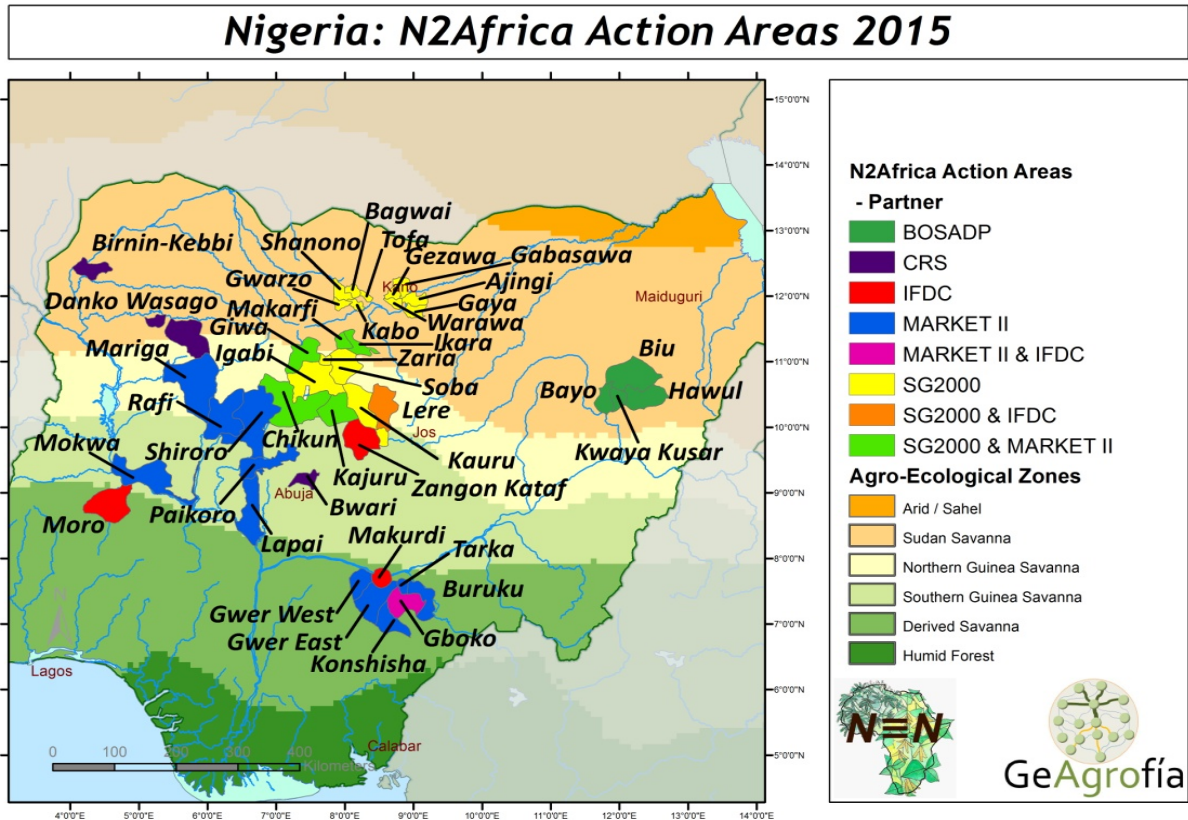 Nigeria: N2Africa Action Areas 2015
15°0'0"N
14°0'0"N
13°0'0"N
12°0'0"N
11°0'0"N
10°0'0"N
9°0'0"N
8°0'0"N
7°0'0"N
6°0'0"N
5°0'0"N
Bagwai
Birnin-Kebbi
Shanono
Tofa
Gezawa
Gabasawa
Gwarzo
Kano
Ajingi
Maiduguri
Danko Wasago
Makarfi
Gaya
Giwa
Kabo
Warawa
Ikara
Mariga
Igabi
Zaria
Biu
Soba
Bayo
Hawul
Rafi
Lere
Mokwa
Shiroro
Chikun
Jos
Kauru
Kwaya Kusar
Kajuru
Zangon Kataf
Abuja
Moro
Paikoro
Bwari
Lapai
Makurdi
Tarka
Buruku
N
Gwer West
Gwer East
Gboko
Konshisha
Lagos
Calabar
0 100 200 300 400
Kilometers
4°0'0"E 5°0'0"E 6°0'0"E 7°0'0"E 8°0'0"E 9°0'0"E 10°0'0"E 11°0'0"E 12°0'0"E 13°0'0"E 14°0'0"E
N2Africa Action Areas
- Partner
BOSADP
CRS
IFDC
MARKET II
MARKET II & IFDC
SG2000
SG2000 & IFDC
SG2000 & MARKET II
Agro-Ecological Zones
Arid / Sahel
Sudan Savanna
Northern Guinea Savanna
Southern Guinea Savanna
Derived Savanna
Humid Forest
N≡N
GeAgrofía